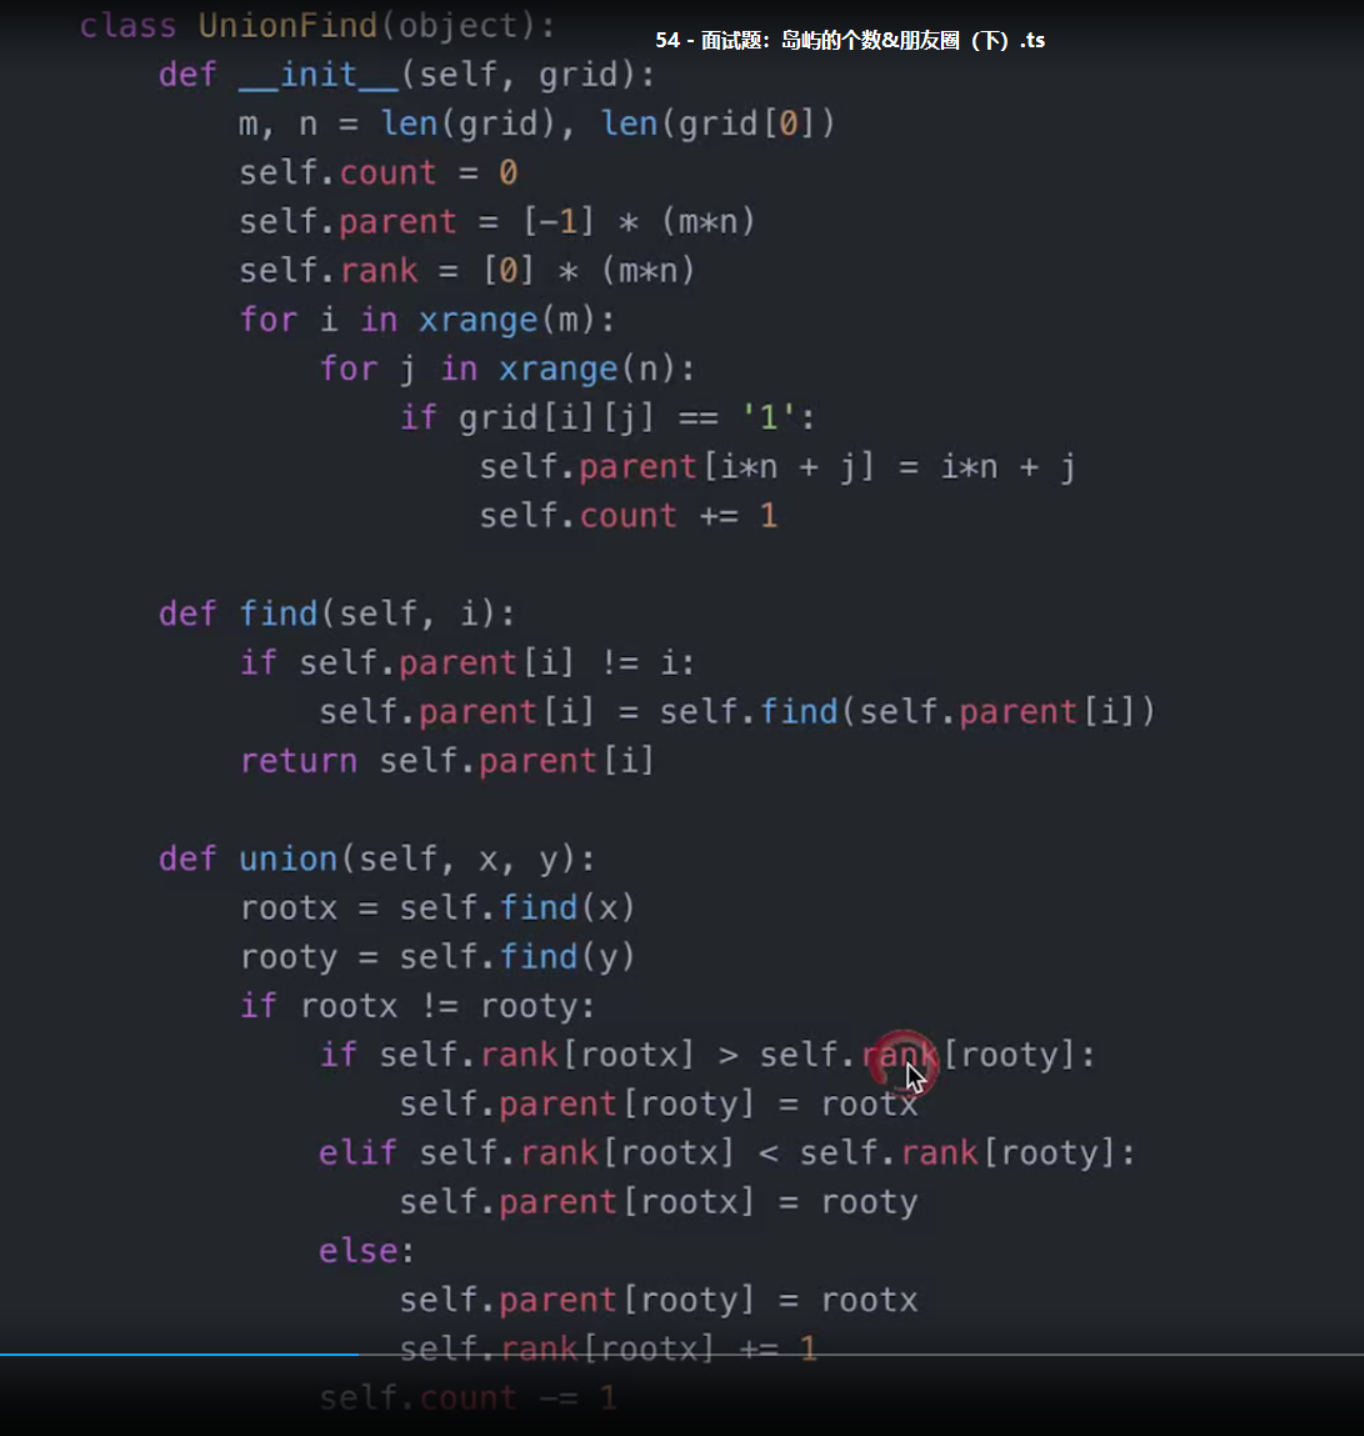 class UnionFind(object):
54 - 面试题：岛屿的个数&朋友圈（下）.ts
    def __init__(self, grid):
        m, n = len(grid), len(grid[0])
        self.count = 0
        self.parent = [-1] * (m*n)
        self.rank = [0] * (m*n)
        for i in xrange(m):
            for j in xrange(n):
                if grid[i][j] == '1':
                    self.parent[i*n + j] = i*n + j
                    self.count += 1

    def find(self, i):
        if self.parent[i] != i:
            self.parent[i] = self.find(self.parent[i])
        return self.parent[i]

    def union(self, x, y):
        rootx = self.find(x)
        rooty = self.find(y)
        if rootx != rooty:
            if self.rank[rootx] > self.rank[rooty]:
                self.parent[rooty] = rootx
            elif self.rank[rootx] < self.rank[rooty]:
                self.parent[rootx] = rooty
            else:
                self.parent[rooty] = rootx
                self.rank[rootx] += 1
            self.count -= 1